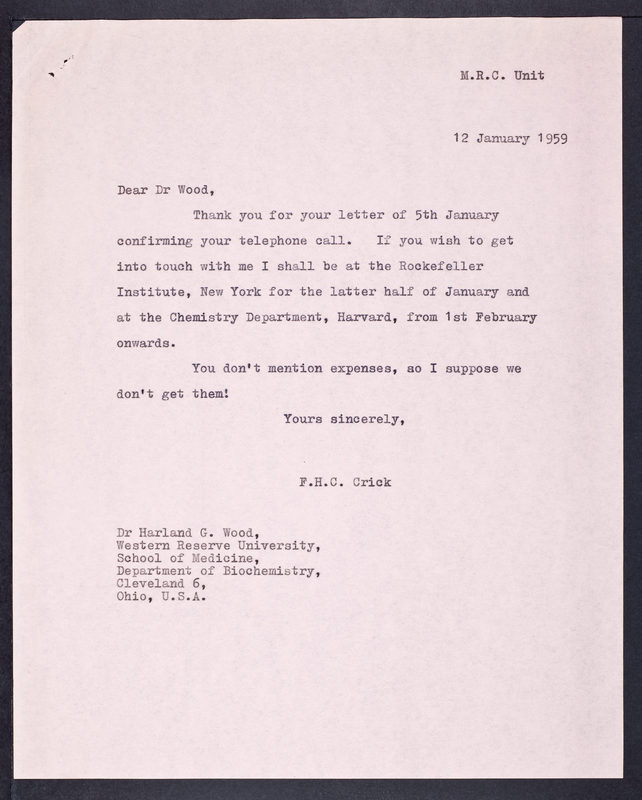 M.R.C. Unit
12 January 1959
Dear Dr Wood,
Thank you for your letter of 5th January
confirming your telephone call. If you wish to get
into touch with me I shall be at the Rockefeller
Institute, New York for the latter half of January and
at the Chemistry Department, Harvard, from 1st February
onwards.
You don't mention expenses, so I suppose we
don't get them!
Yours sincerely,
F.H.C. Crick
Dr Harland G. Wood,
Western Reserve University,
School of Medicine,
Department of Biochemistry,
Cleveland 6,
Ohio, U.S.A.